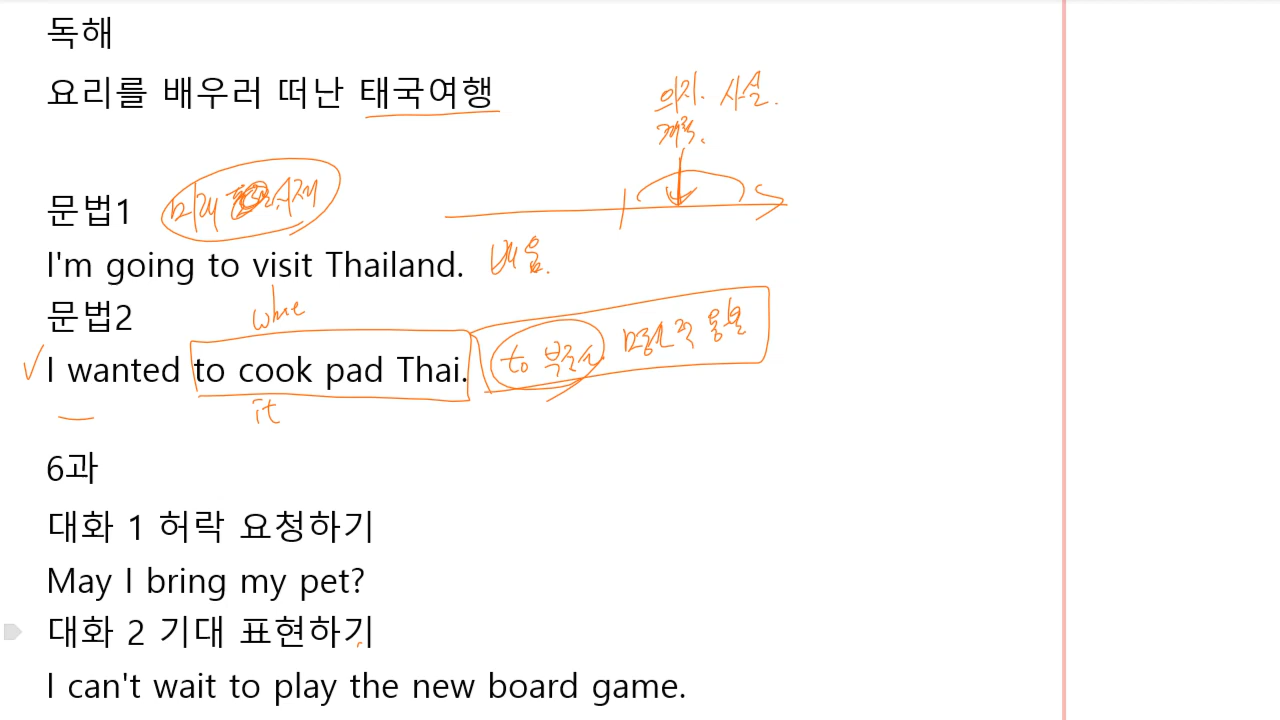 독해
요리를 배우러 떠난 태국여행
의지. 사실.
계획.
문법1 미래 시제
I'm going to visit Thailand. 배움.
문법2
I wanted to cook pad Thai. to 부정사. 명사적 용법
it
6과
대화 1 허락 요청하기
May I bring my pet?
대화 2 기대 표현하기
I can't wait to play the new board game.